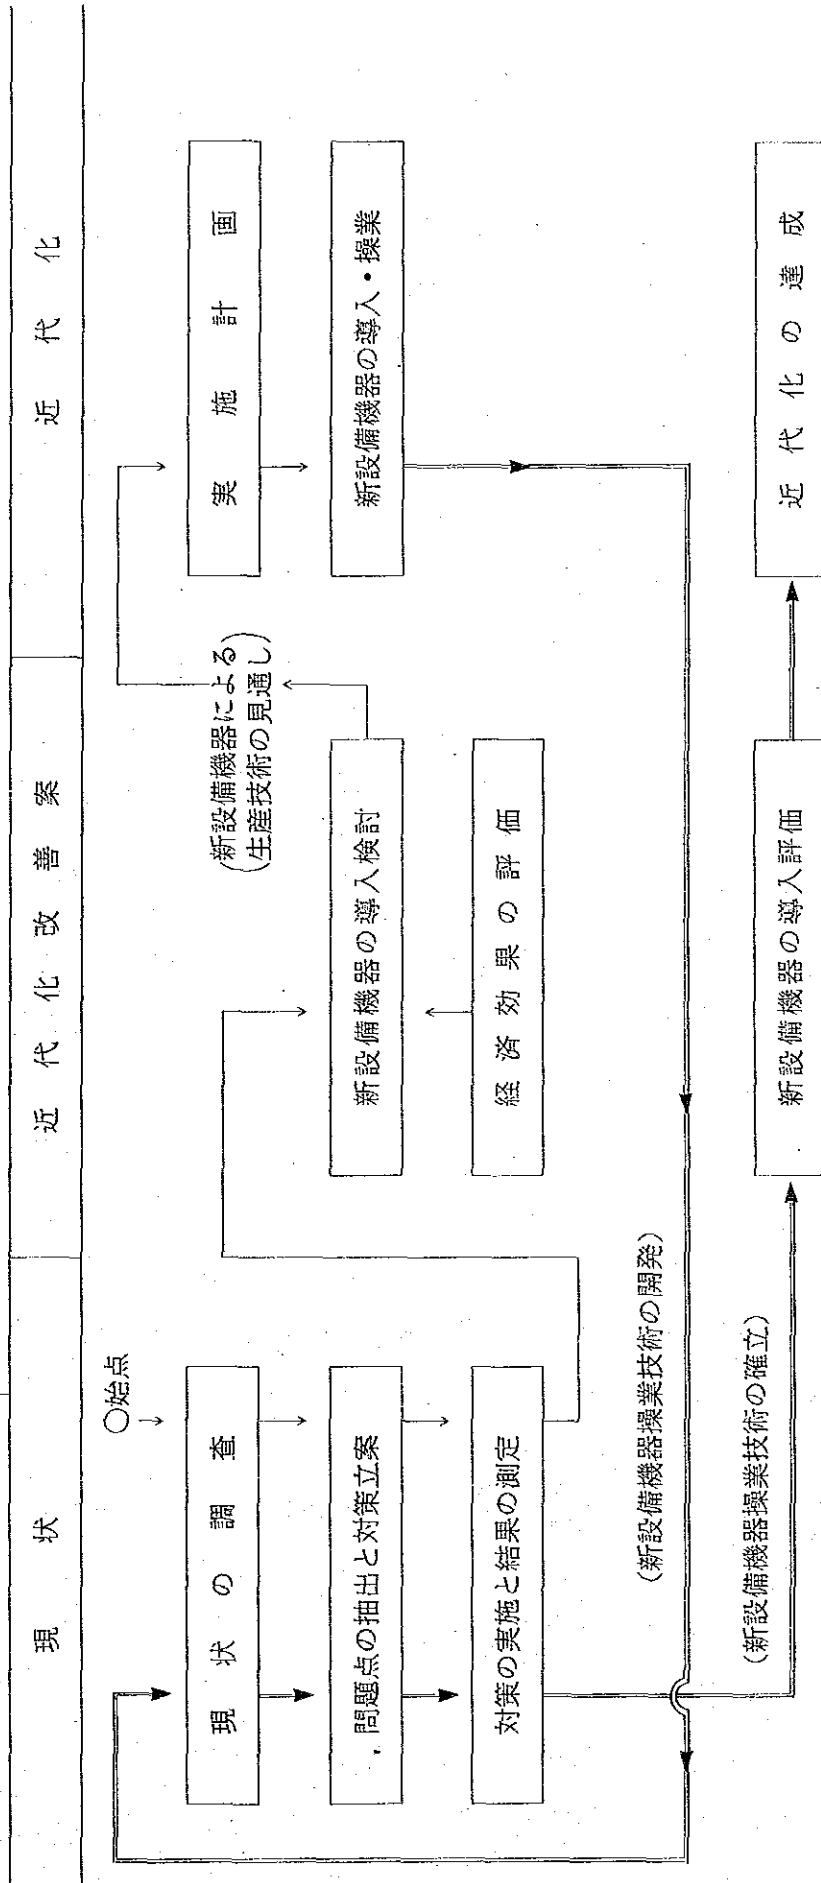 現状
近代化改善案
近代化
○始点
現状の調査
問題点の抽出と対策立案
対策の実施と結果の測定
(新設備機器による
生産技術の見通し)
新設備機器の導入検討
経済効果の評価
実施計画
新設備機器の導入・操業
(新設備機器操業技術の開発)
(新設備機器操業技術の確立)
新設備機器の導入評価
近代化の達成